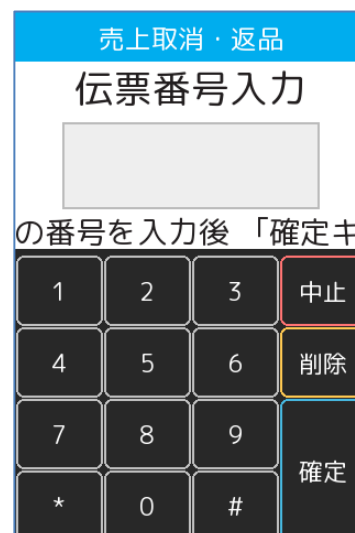 売上取消・返品
伝票番号入力
の番号を入力後 「確定キ
1 2 3 中止
4 5 6 削除
7 8 9
確定
* 0 #